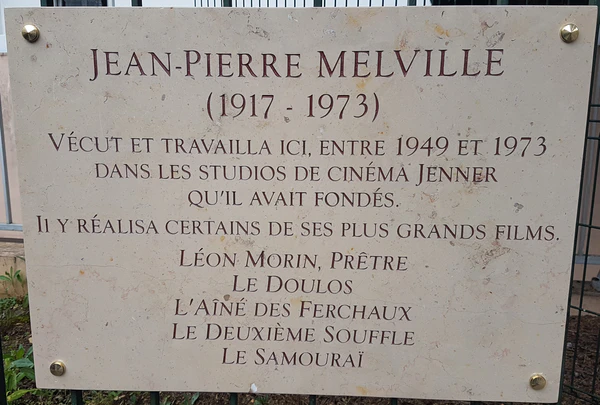 JEAN-PIERRE MELVILLE
(1917 - 1973)
VÉCUT ET TRAVAILLA ICI, ENTRE 1949 ET 1973
DANS LES STUDIOS DE CINÉMA JENNER
QU'IL AVAIT FONDÉS.
IL Y RÉALISA CERTAINS DE SES PLUS GRANDS FILMS.
LÉON MORIN, PRÊTRE
LE DOULOS
L'AÎNÉ DES FERCHAUX
LE DEUXIÈME SOUFFLE
LE SAMOURAÏ